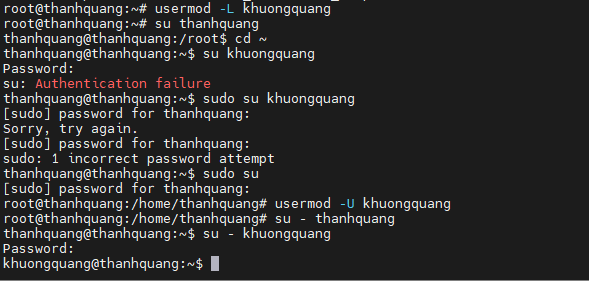 root@thanhquang:~# usermod -L khuongquang
root@thanhquang:~# su thanhquang
thanhquang@thanhquang:/root$ cd ~
thanhquang@thanhquang:~$ su khuongquang
Password:
su: Authentication failure
thanhquang@thanhquang:~$ sudo su khuongquang
[sudo] password for thanhquang:
Sorry, try again.
[sudo] password for thanhquang:
sudo: 1 incorrect password attempt
thanhquang@thanhquang:~$ sudo su
[sudo] password for thanhquang:
root@thanhquang:/home/thanhquang# usermod -U khuongquang
root@thanhquang:/home/thanhquang# su - thanhquang
thanhquang@thanhquang:~$ su - khuongquang
Password:
khuongquang@thanhquang:~$